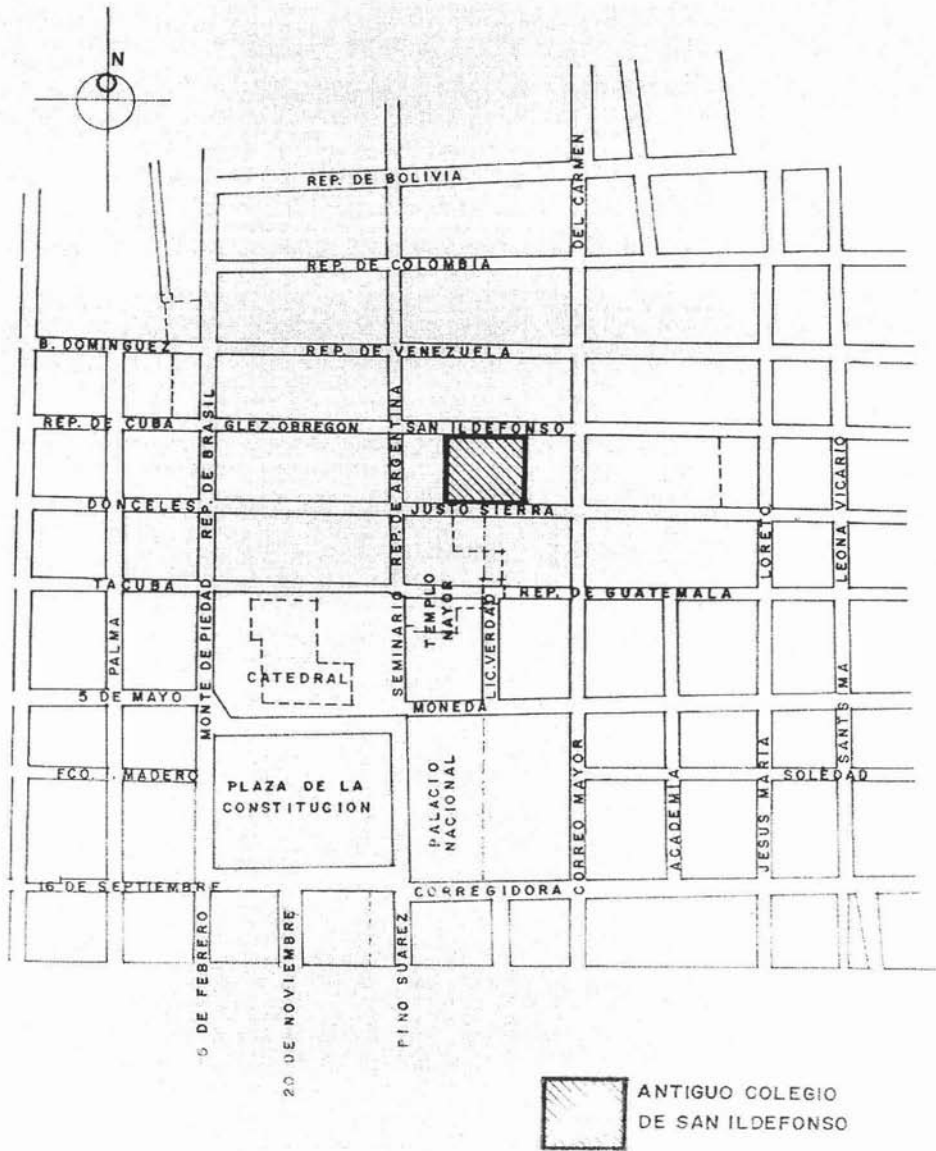 N
REP. DE BOLIVIA
DEL CARMEN
REP. DE COLOMBIA
B. DOMINGUEZ
REP. DE VENEZUELA
REP. DE CUBA
REP. DE BRASIL
GLEZ. OBREGON
REP. DE ARGENTINA
SAN ILDEFONSO
DONCELES
JUSTO SIERRA
LORETO
LEONA VICARIO
TACUBA
REP. DE GUATEMALA
PALMA
MONTE DE PIEDAD
CATEDRAL
SEMINARIO
TEMPLO
NAYOR
LIC. VERDAD
5 DE MAYO
MONEDA
FCO. I. MADERO
PLAZA DE LA
CONSTITUCION
PALACIO
NACIONAL
CORREO MAYOR
ACADEMIA
JESUS MARIA
SOLEDAD
16 DE SEPTIEMBRE
CORREGIDORA
DE FEBRERO
20 DE NOVIEMBRE
PINO SUAREZ
ANTIGUO COLEGIO
DE SAN ILDEFONSO